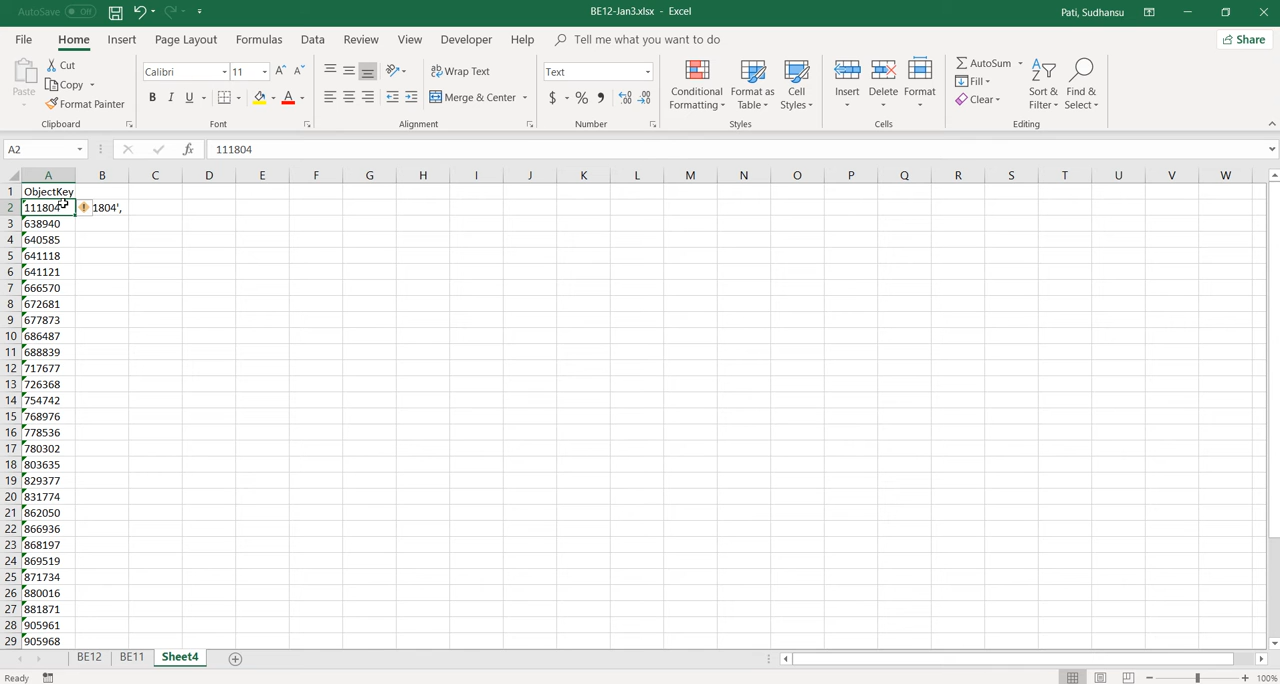 AutoSave Off BE12-Jan3.xlsx - Excel Pati, Sudhansu
File Home Insert Page Layout Formulas Data Review View Developer Help Tell me what you want to do Share
Paste Cut Copy Format Painter Clipboard
Calibri 11 A A B I U A Font
Wrap Text Merge & Center Alignment
Text $ % , Number
Conditional Formatting Format as Table Cell Styles Styles
Insert Delete Format Cells
AutoSum Fill Clear Sort & Filter Find & Select Editing
A2 fx 111804
A B C D E F G H I J K L M N O P Q R S T U V W
1 ObjectKey
2 111804 1804',
3 638940
4 640585
5 641118
6 641121
7 666570
8 672681
9 677873
10 686487
11 688839
12 717677
13 726368
14 754742
15 768976
16 778536
17 780302
18 803635
19 829377
20 831774
21 862050
22 866936
23 868197
24 869519
25 871734
26 880016
27 881871
28 905961
29 905968
BE12 BE11 Sheet4
Ready 100%